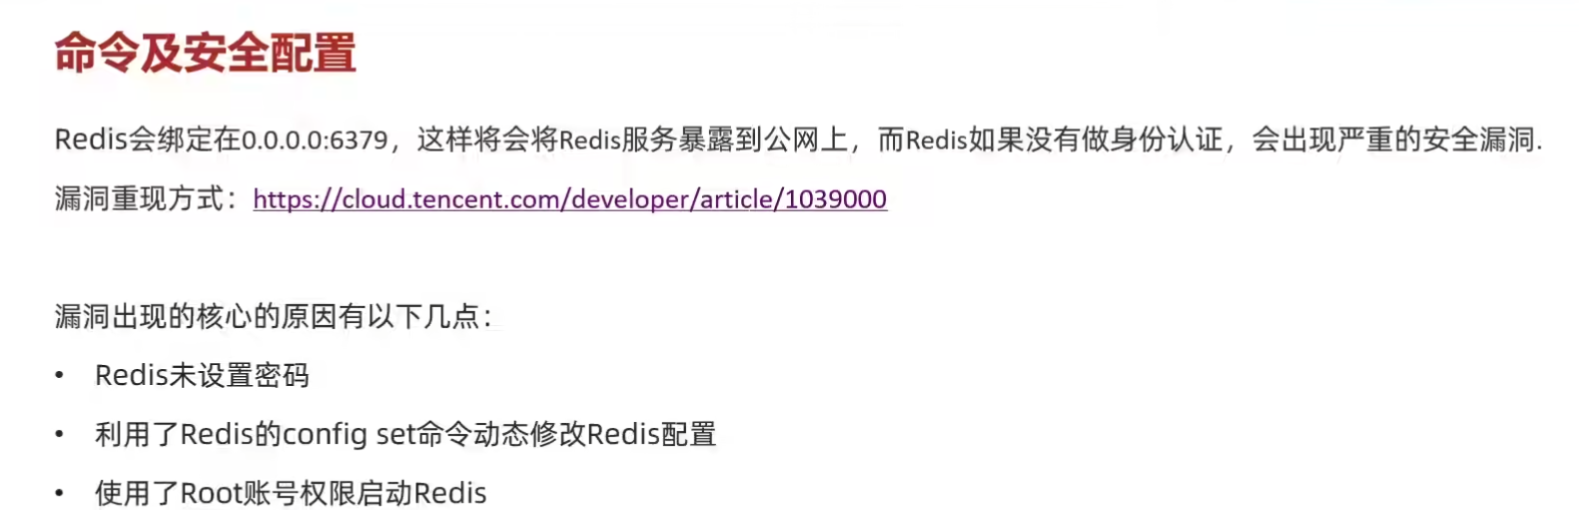 命令及安全配置
Redis会绑定在0.0.0.0:6379，这样将会将Redis服务暴露到公网上，而Redis如果没有做身份认证，会出现严重的安全漏洞.
漏洞重现方式：https://cloud.tencent.com/developer/article/1039000
漏洞出现的核心的原因有以下几点：
• Redis未设置密码
• 利用了Redis的config set命令动态修改Redis配置
• 使用了Root账号权限启动Redis